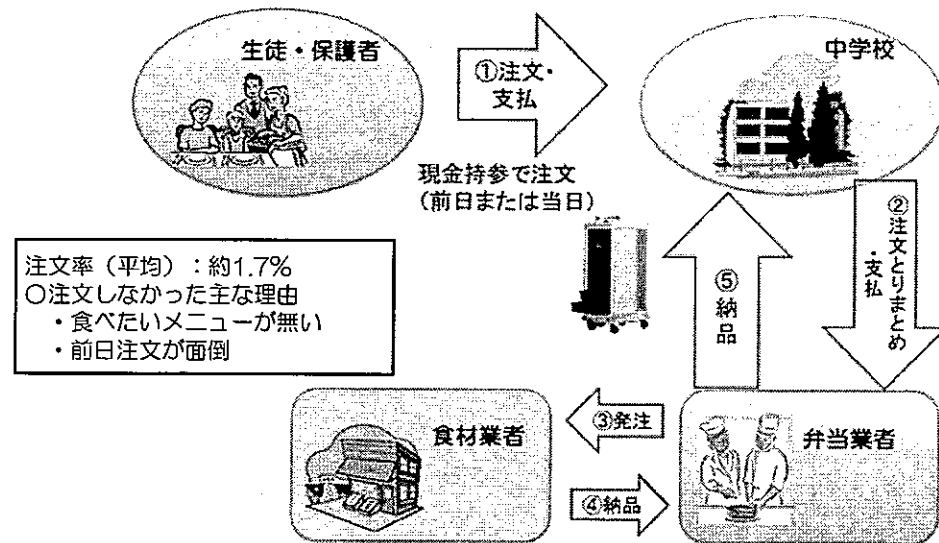 生徒・保護者
①注文・
支払
中学校
現金持参で注文
(前日または当日)
②注文とりまとめ
・支払
注文率（平均）：約1.7%
〇注文しなかった主な理由
・食べたいメニューが無い
・前日注文が面倒
⑤納品
食材業者
③発注
④納品
弁当業者